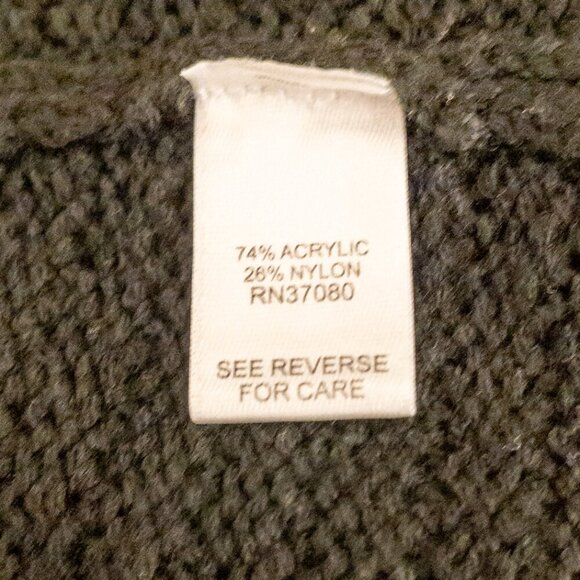 74% ACRYLIC
26% NYLON
RN37080
SEE REVERSE
FOR CARE